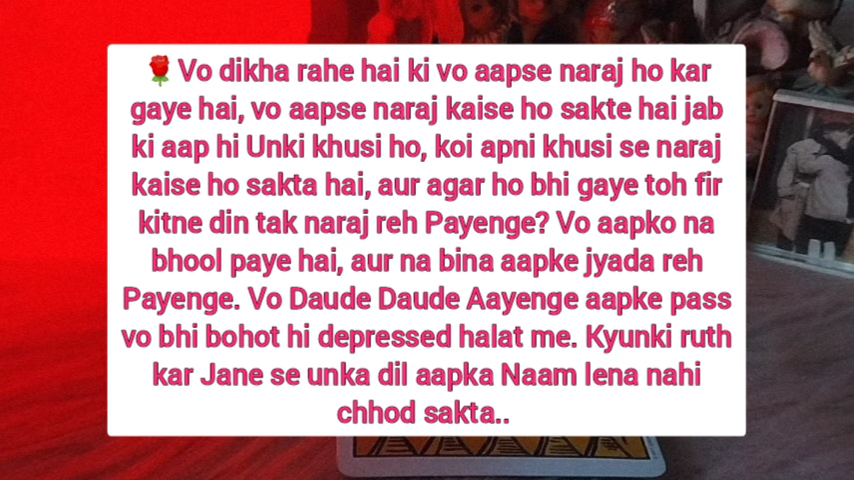 🌹Vo dikha rahe hai ki vo aapse naraj ho kar
gaye hai, vo aapse naraj kaise ho sakte hai jab
ki aap hi Unki khusi ho, koi apni khusi se naraj
kaise ho sakta hai, aur agar ho bhi gaye toh fir
kitne din tak naraj reh Payenge? Vo aapko na
bhool paye hai, aur na bina aapke jyada reh
Payenge. Vo Daude Daude Aayenge aapke pass
vo bhi bohot hi depressed halat me. Kyunki ruth
kar Jane se unka dil aapka Naam lena nahi
chhod sakta..